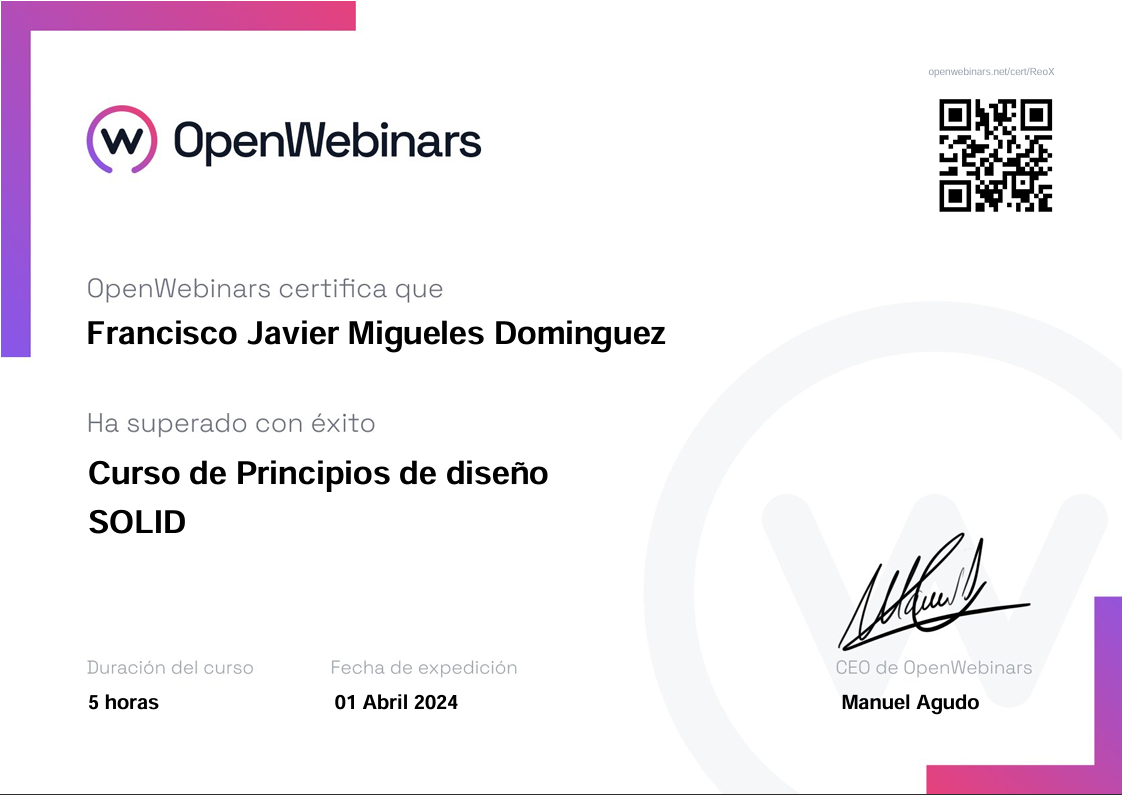 openwebinars.net/cert/ReoX
OpenWebinars
OpenWebinars certifica que
Francisco Javier Migueles Dominguez
Ha superado con éxito
Curso de Principios de diseño
SOLID
Duración del curso
5 horas
Fecha de expedición
01 Abril 2024
CEO de OpenWebinars
Manuel Agudo